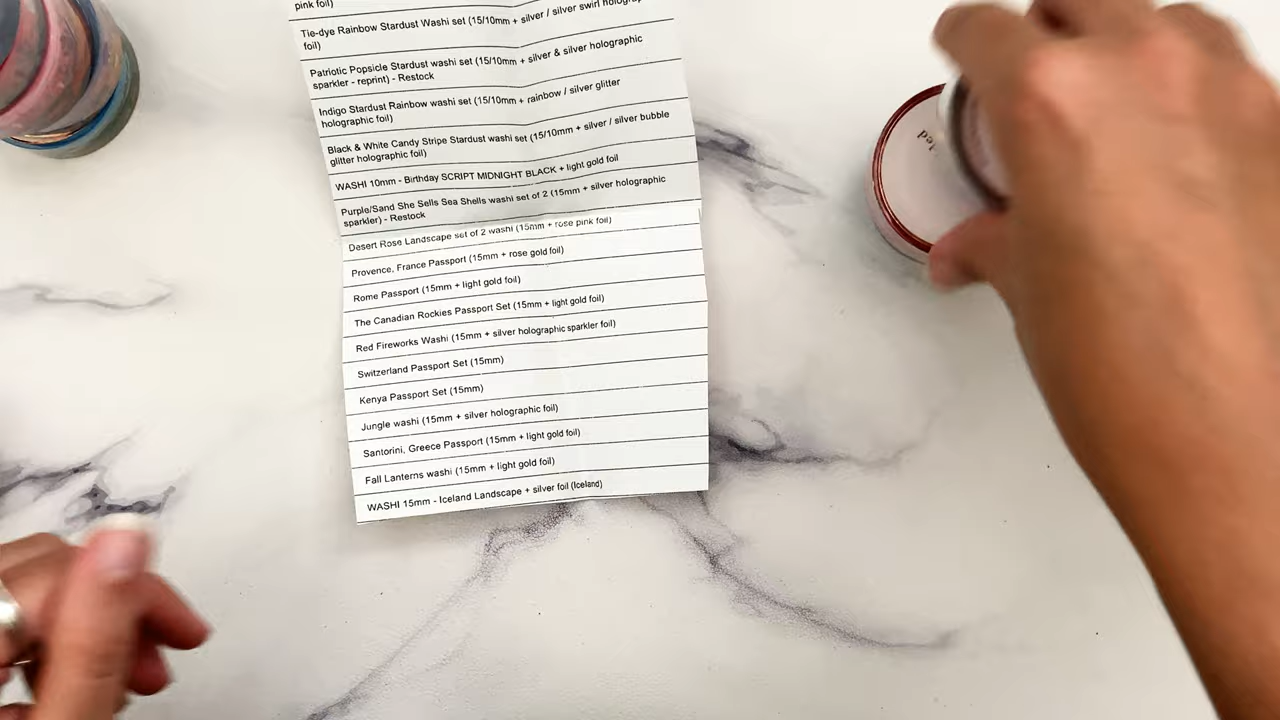 pink foil)
Tie-dye Rainbow Stardust Washi set (15/10mm + silver / silver swirl
foil)
Patriotic Popsicle Stardust washi set (15/10mm + silver & silver holographic
sparkler - reprint) - Restock
Indigo Stardust Rainbow washi set (15/10mm + rainbow / silver glitter
holographic foil)
Black & White Candy Stripe Stardust washi set (15/10mm + silver / silver bubble
glitter holographic foil)
WASHI 10mm - Birthday SCRIPT MIDNIGHT BLACK + light gold foil
Purple/Sand She Sells Sea Shells washi set of 2 (15mm + silver holographic
sparkler) - Restock
Desert Rose Landscape set of 2 washi (15mm + rose pink foil)
Provence, France Passport (15mm + rose gold foil)
Rome Passport (15mm + light gold foil)
The Canadian Rockies Passport Set (15mm + light gold foil)
Red Fireworks Washi (15mm + silver holographic sparkler foil)
Switzerland Passport Set (15mm)
Kenya Passport Set (15mm)
Jungle washi (15mm + silver holographic foil)
Santorini, Greece Passport (15mm + light gold foil)
Fall Lanterns washi (15mm + light gold foil)
WASHI 15mm - Iceland Landscape + silver foil (Iceland)